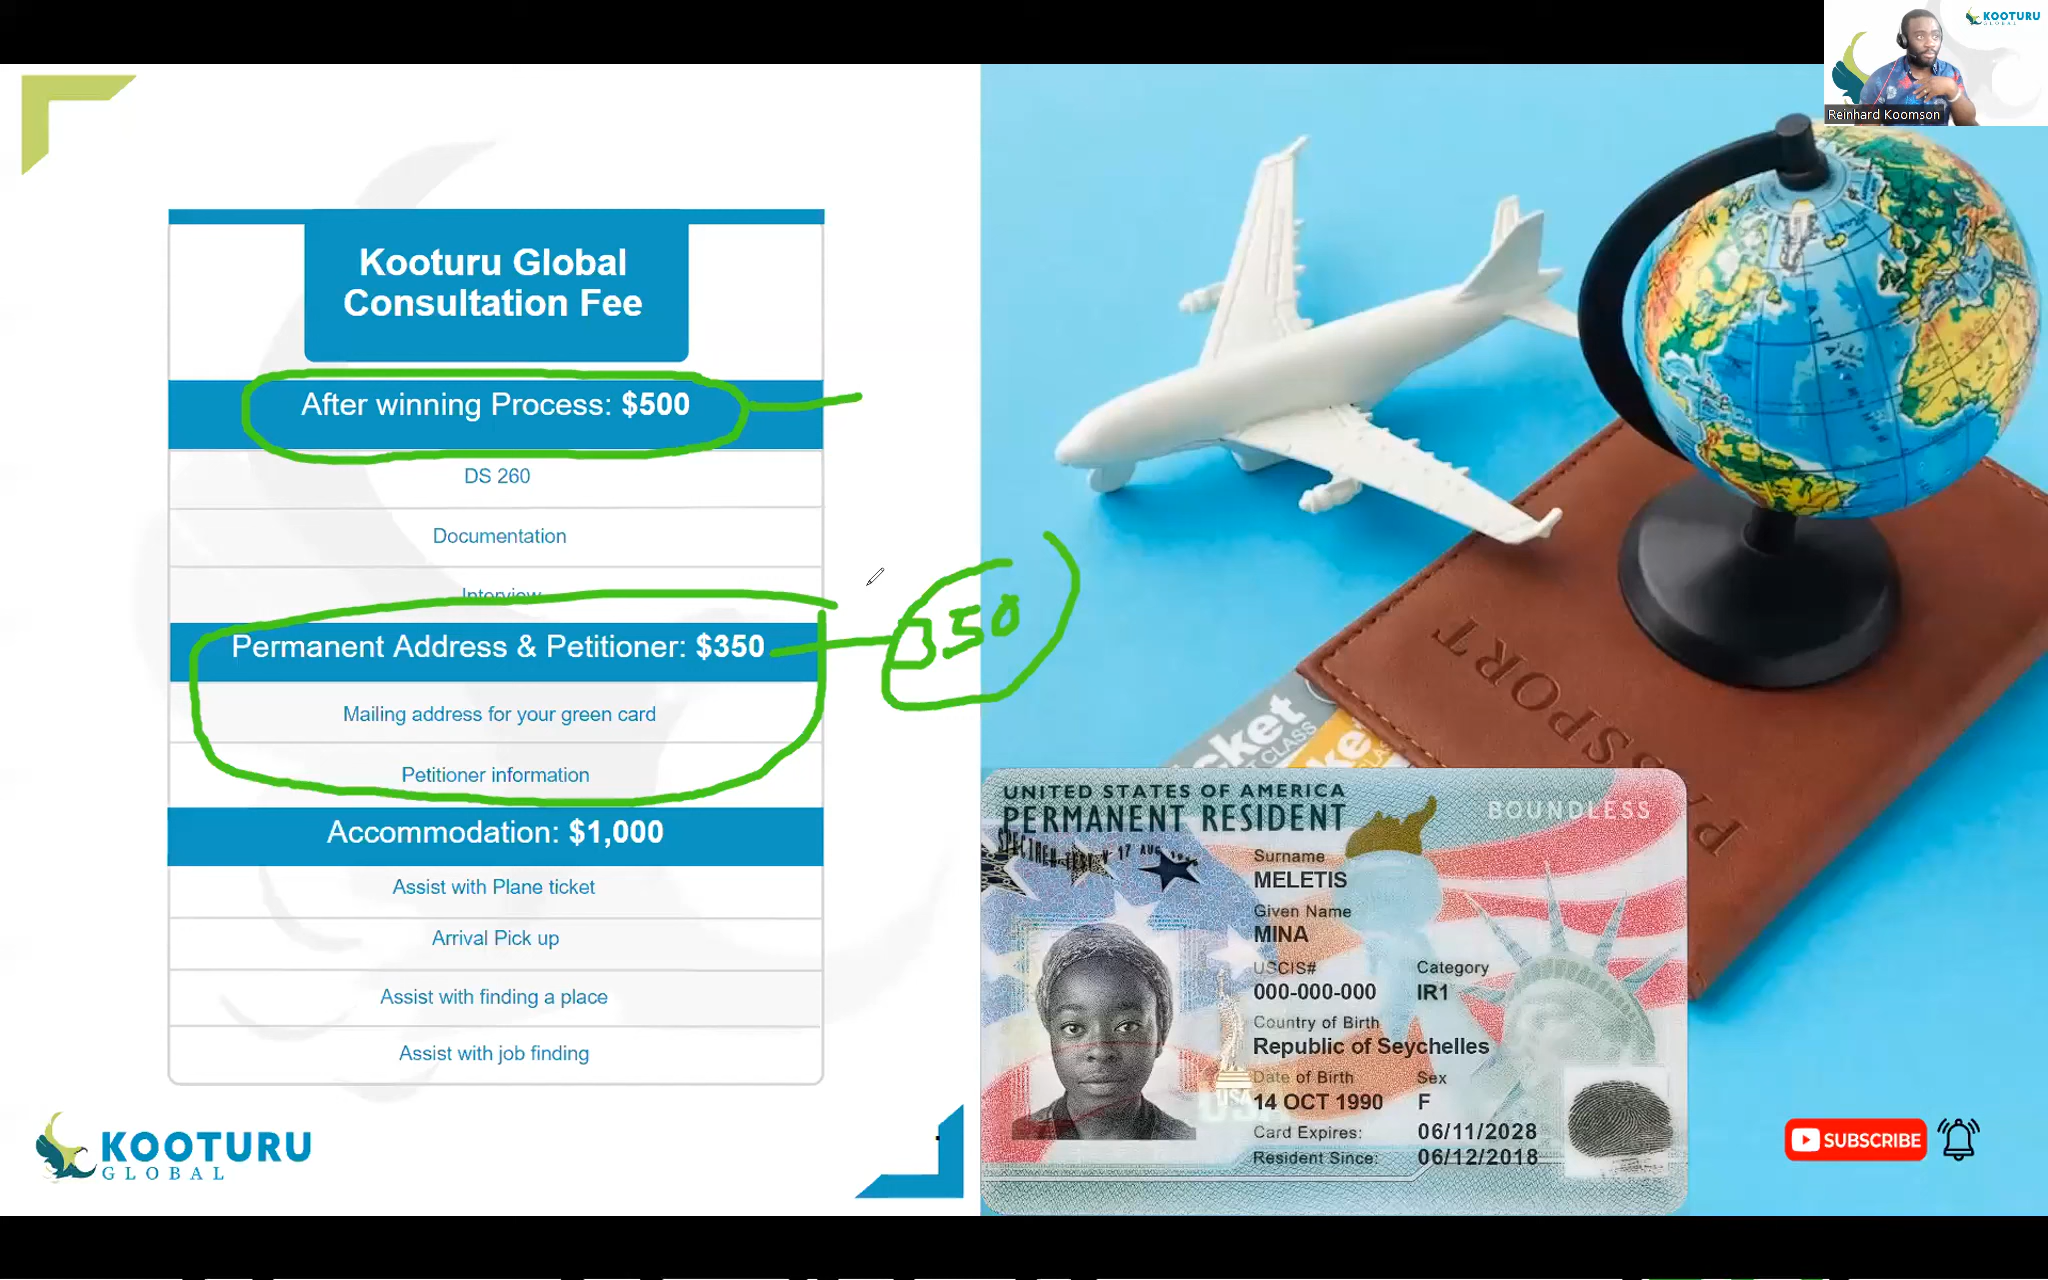 KOOTURU
GLOBAL
Reinhard Koomson
Kooturu Global
Consultation Fee
After winning Process: $500
DS 260
Documentation
Interview
Permanent Address & Petitioner: $350
350
Mailing address for your green card
Petitioner information
Accommodation: $1,000
Assist with Plane ticket
Arrival Pick up
Assist with finding a place
Assist with job finding
KOOTURU
GLOBAL
PASSPORT
UNITED STATES OF AMERICA
PERMANENT RESIDENT
BOUNDLESS
Surname
MELETIS
Given Name
MINA
USCIS#
Category
000-000-000
IR1
Country of Birth
Republic of Seychelles
Date of Birth
Sex
14 OCT 1990
F
Card Expires:
06/11/2028
Resident Since:
06/12/2018
USA
SUBSCRIBE